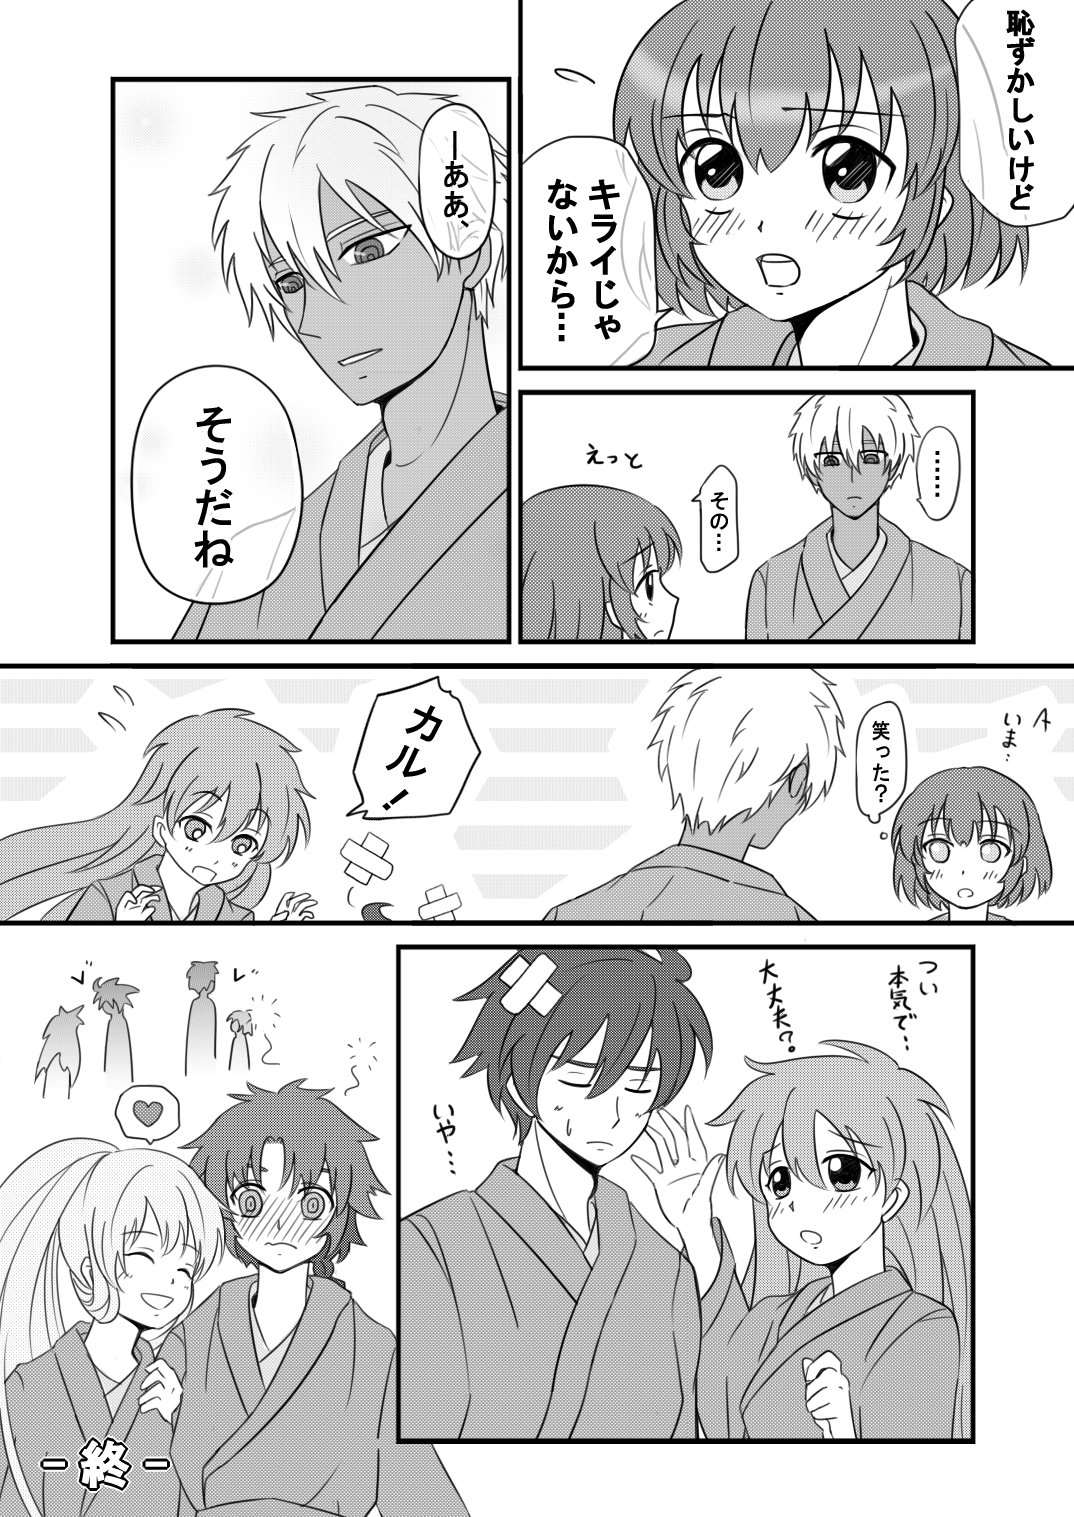 恥ずかしいけど
キライじゃ
ないから…
……
その…
えっと
ーああ、
そうだね
いま…
笑った?
カル!
つい
本気で…
大丈夫?
いや…
-終-